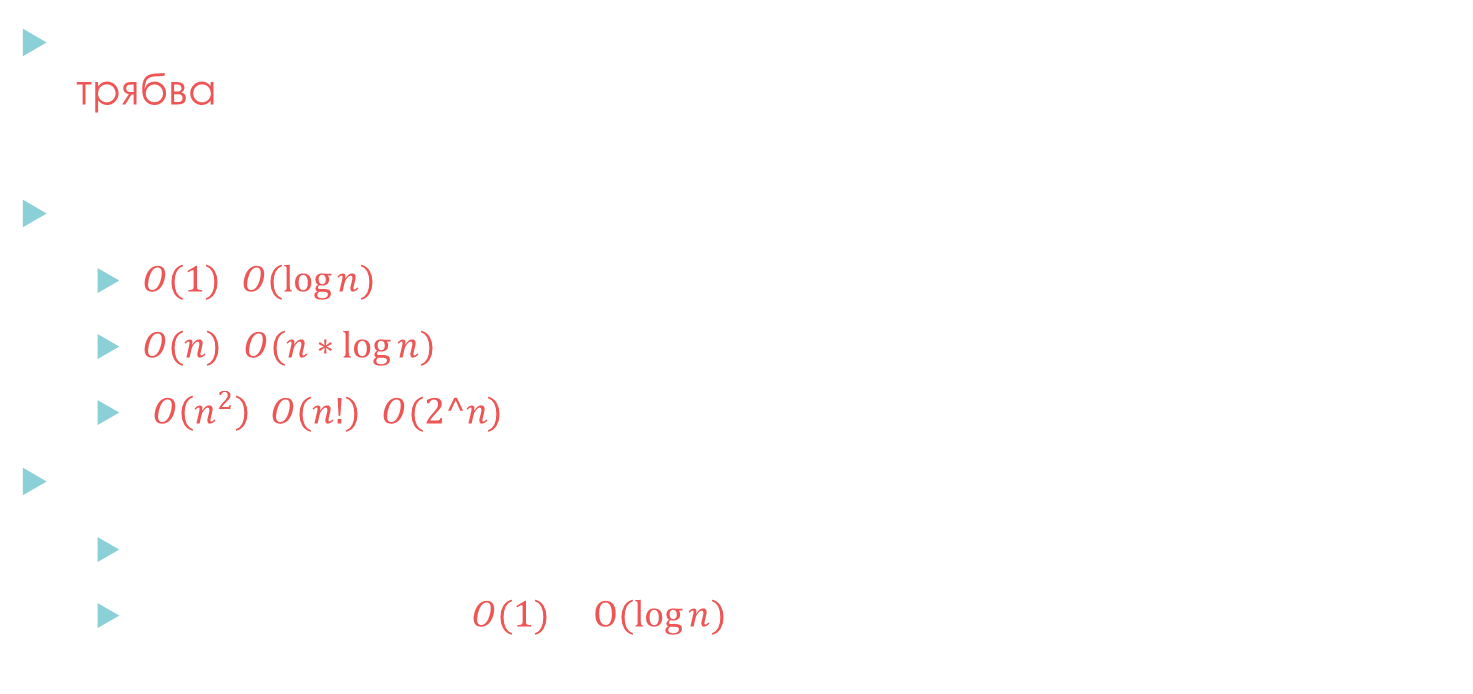 трябва
O(1) O(log n)
O(n) O(n * log n)
O(n²) O(n!) O(2^n)
O(1) O(log n)